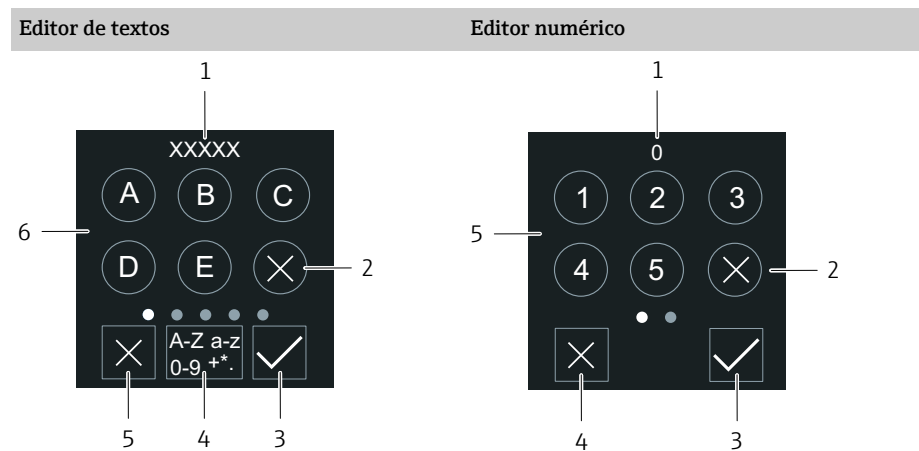 Editor de textos Editor numérico
1 1
XXXXX 0
A B C 1 2 3
6 5
D E 2 4 5 2
A-Z a-z
0-9 +*.
5 4 3 4 3